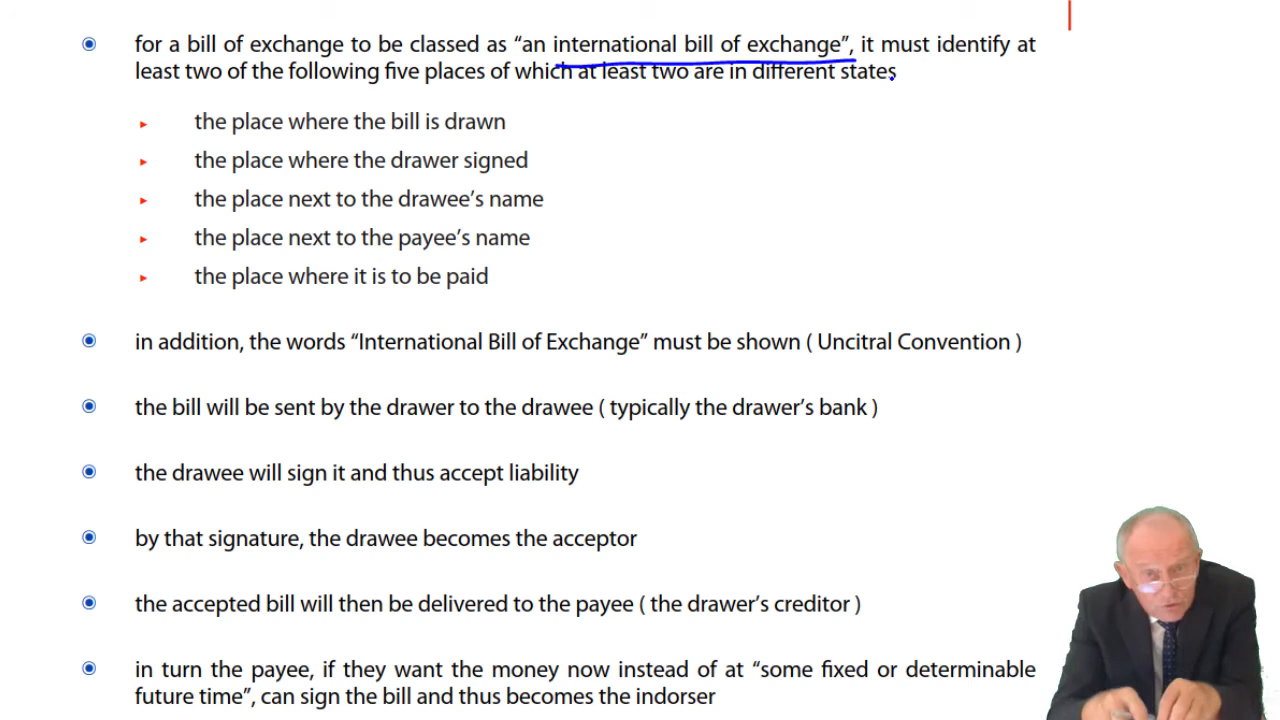 for a bill of exchange to be classed as “an international bill of exchange”, it must identify at
least two of the following five places of which at least two are in different states
the place where the bill is drawn
the place where the drawer signed
the place next to the drawee’s name
the place next to the payee’s name
the place where it is to be paid
in addition, the words “International Bill of Exchange” must be shown ( Uncitral Convention )
the bill will be sent by the drawer to the drawee ( typically the drawer’s bank )
the drawee will sign it and thus accept liability
by that signature, the drawee becomes the acceptor
the accepted bill will then be delivered to the payee ( the drawer’s creditor )
in turn the payee, if they want the money now instead of at “some fixed or determinable
future time”, can sign the bill and thus becomes the indorser